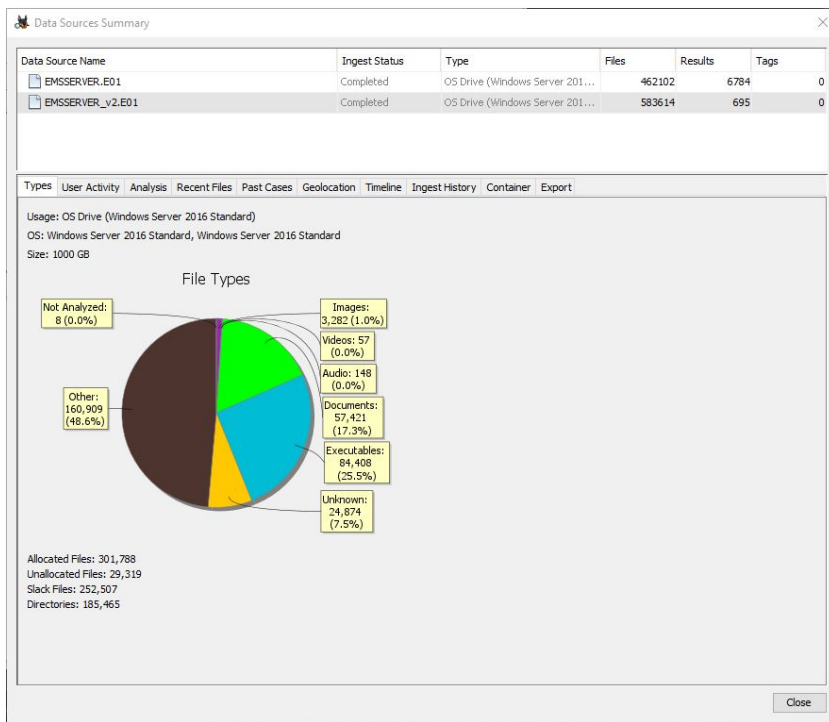 Data Sources Summary
Data Source Name Ingest Status Type Files Results Tags
EMSSERVER.E01 Completed OS Drive (Windows Server 201... 462102 6784 0
EMSSERVER_v2.E01 Completed OS Drive (Windows Server 201... 583614 695 0
Types User Activity Analysis Recent Files Past Cases Geolocation Timeline Ingest History Container Export
Usage: OS Drive (Windows Server 2016 Standard)
OS: Windows Server 2016 Standard, Windows Server 2016 Standard
Size: 1000 GB
File Types
Not Analyzed:
8 (0.0%)
Images:
3,282 (1.0%)
Videos: 57
(0.0%)
Audio: 148
(0.0%)
Other:
160,909
(48.6%)
Documents:
57,421
(17.3%)
Executables:
84,408
(25.5%)
Unknown:
24,874
(7.5%)
Allocated Files: 301,788
Unallocated Files: 29,319
Slack Files: 252,507
Directories: 185,465
Close